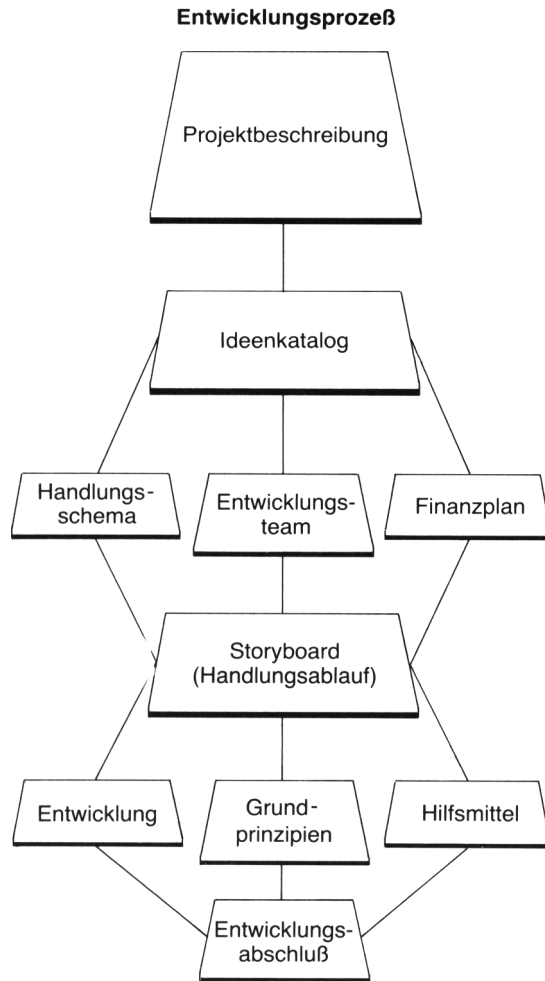 Entwicklungsprozeß
Projektbeschreibung
Ideenkatalog
Handlungs-
schema
Entwicklungs-
team
Finanzplan
Storyboard
(Handlungsablauf)
Entwicklung
Grund-
prinzipien
Hilfsmittel
Entwicklungs-
abschluß